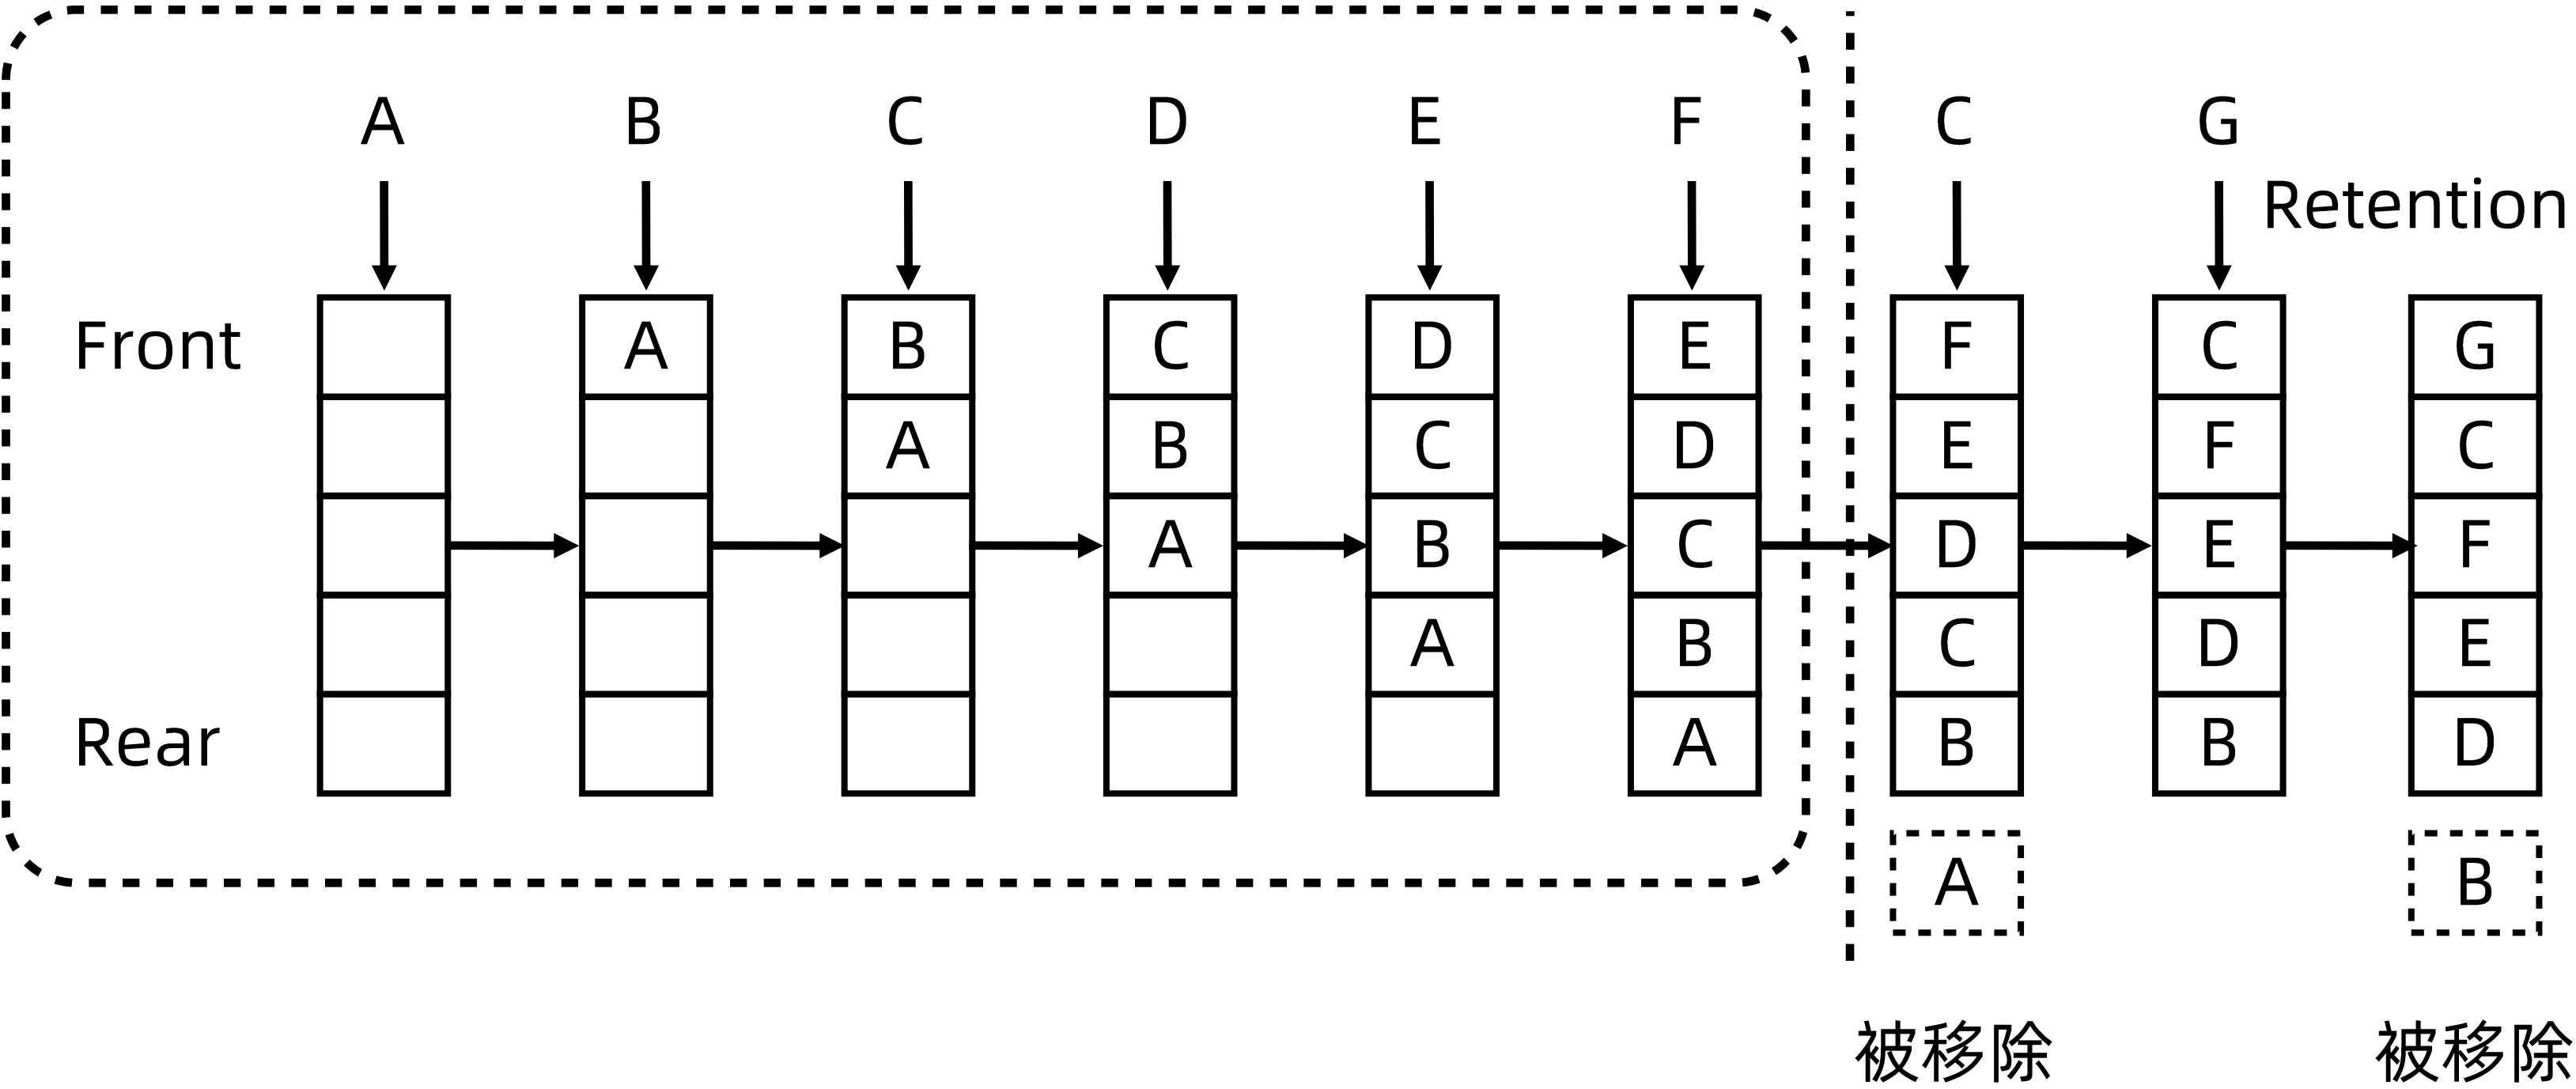 A B C D E F C G
Retention
Front A B C D E F C G
A B C D E F C
A B C D E F
A B C D E
Rear A B B D
A B
被移除 被移除